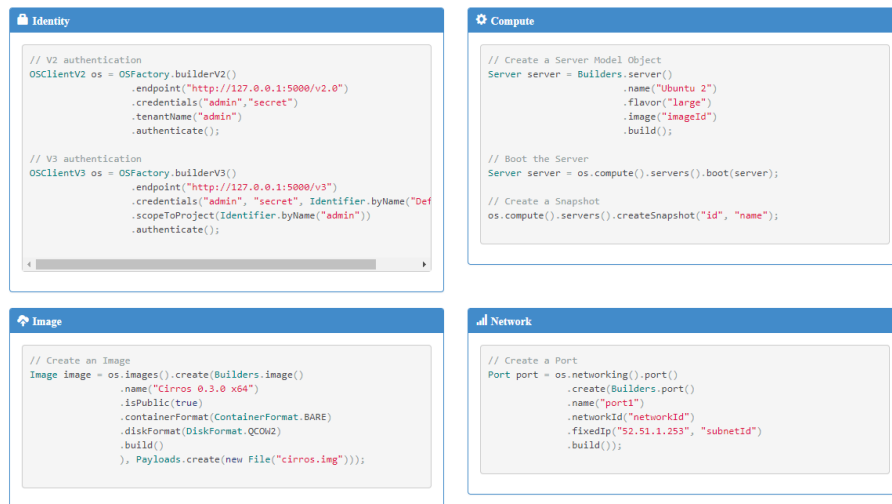 Identity
// V2 authentication
OSClientV2 os = OSFactory.builderV2()
.endpoint("http://127.0.0.1:5000/v2.0")
.credentials("admin","secret")
.tenantName("admin")
.authenticate();
// V3 authentication
OSClientV3 os = OSFactory.builderV3()
.endpoint("http://127.0.0.1:5000/v3")
.credentials("admin", "secret", Identifier.byName("Def
.scopeToProject(Identifier.byName("admin"))
.authenticate();
Compute
// Create a Server Model Object
Server server = Builders.server()
.name("Ubuntu 2")
.flavor("large")
.image("imageId")
.build();
// Boot the Server
Server server = os.compute().servers().boot(server);
// Create a Snapshot
os.compute().servers().createSnapshot("id", "name");
Image
// Create an Image
Image image = os.images().create(Builders.image()
.name("Cirros 0.3.0 x64")
.isPublic(true)
.containerFormat(ContainerFormat.BARE)
.diskFormat(DiskFormat.QCOW2)
.build()
), Payloads.create(new File("cirros.img")));
Network
// Create a Port
Port port = os.networking().port()
.create(Builders.port()
.name("port1")
.networkId("networkId")
.fixedIp("52.51.1.253", "subnetId")
.build());